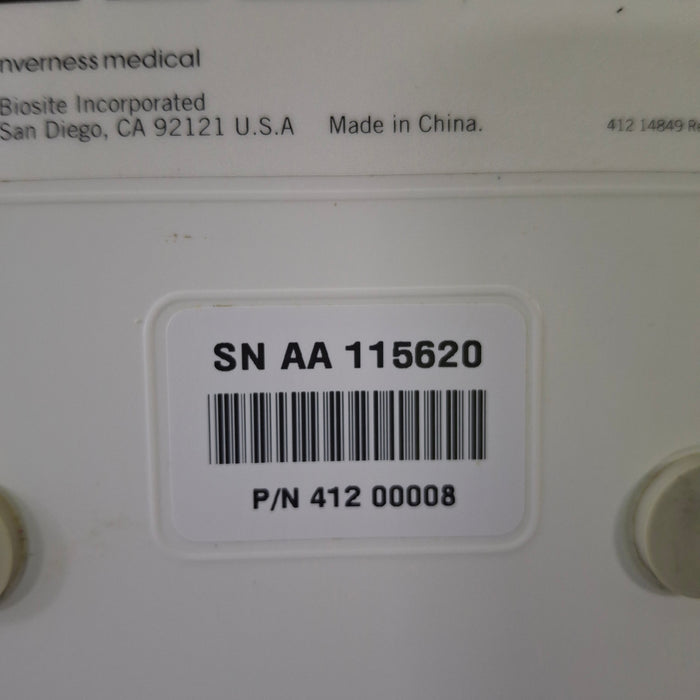 nverness medical
Biosite Incorporated
San Diego, CA 92121 U.S.A Made in China.
412 14849 Re
SN AA 115620
P/N 412 00008